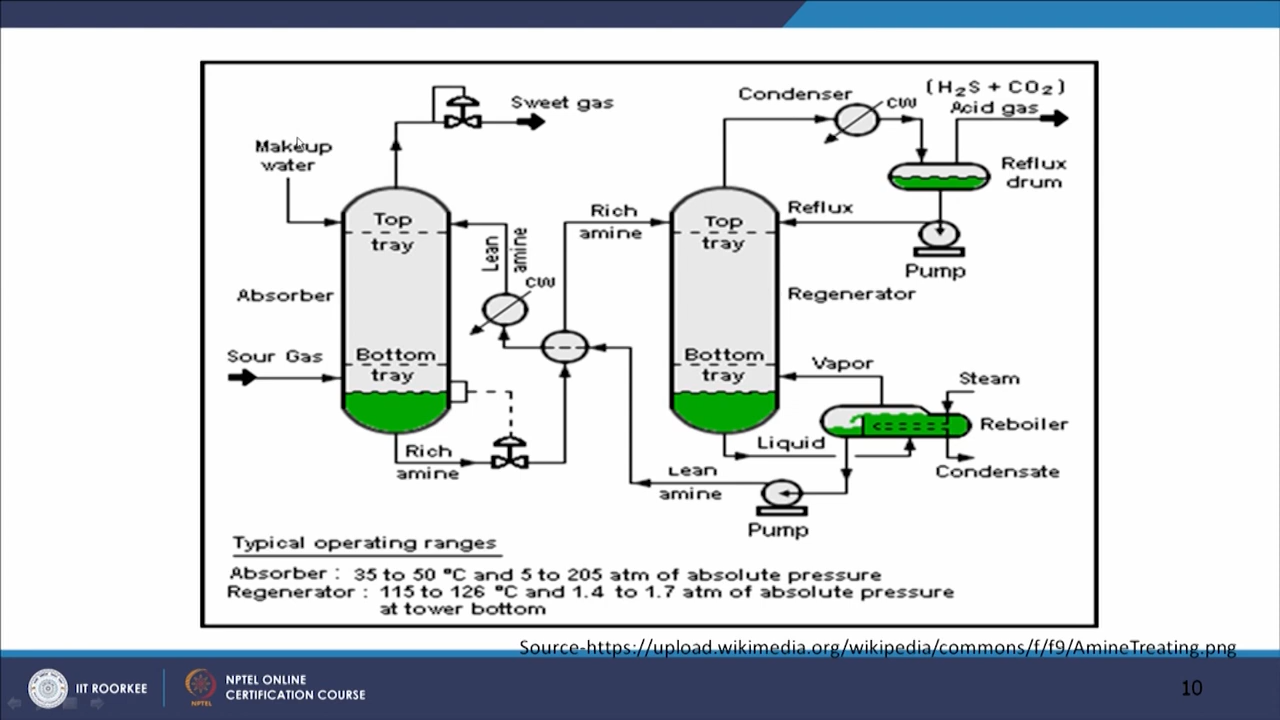 Makeup
water
Sweet gas
Condenser
CW
(H₂S + CO₂)
Acid gas
Reflux
drum
Top
tray
Lean
amine
Rich
amine
Top
tray
Reflux
Pump
Absorber
CW
Regenerator
Sour Gas
Bottom
tray
Bottom
tray
Vapor
Steam
Reboiler
Rich
amine
Liquid
Condensate
Lean
amine
Pump
Typical operating ranges
Absorber : 35 to 50 °C and 5 to 205 atm of absolute pressure
Regenerator : 115 to 126 °C and 1.4 to 1.7 atm of absolute pressure
at tower bottom
Source-https://upload.wikimedia.org/wikipedia/commons/f/f9/AmineTreating.png
IIT ROORKEE
NPTEL
NPTEL ONLINE
CERTIFICATION COURSE
10